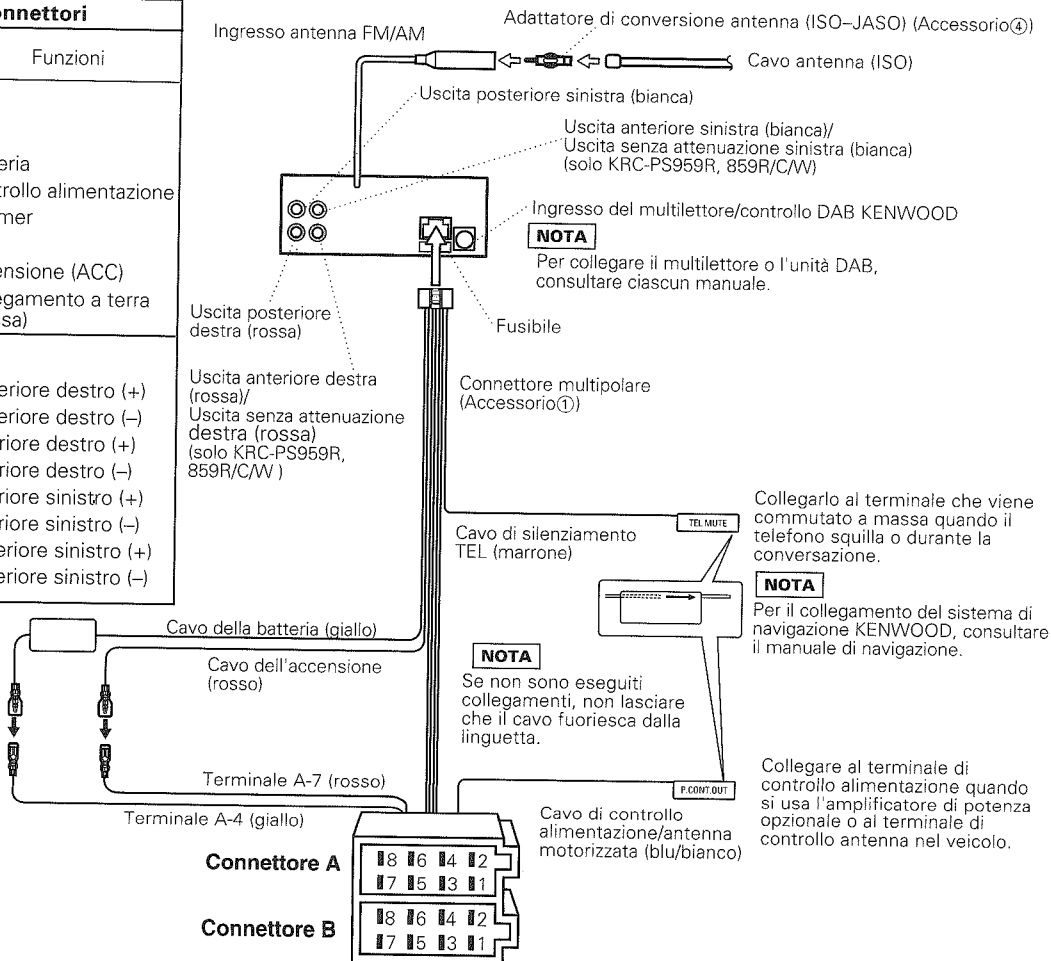 Connettori
Funzioni
Ingresso antenna FM/AM
Adattatore di conversione antenna (ISO–JASO) (Accessorio④)
Cavo antenna (ISO)
Uscita posteriore sinistra (bianca)
Uscita anteriore sinistra (bianca)/
Uscita senza attenuazione sinistra (bianca)
(solo KRC-PS959R, 859R/C/W)
Ingresso del multilettore/controllo DAB KENWOOD
NOTA
Per collegare il multilettore o l'unità DAB,
consultare ciascun manuale.
Fusibile
Uscita posteriore
destra (rossa)
Uscita anteriore destra
(rossa)/
Uscita senza attenuazione
destra (rossa)
(solo KRC-PS959R,
859R/C/W )
Connettore multipolare
(Accessorio①)
eria
trollo alimentazione
mer
ensione (ACC)
egamento a terra
sa)
eriore destro (+)
eriore destro (–)
riore destro (+)
riore destro (–)
riore sinistro (+)
riore sinistro (–)
eriore sinistro (+)
eriore sinistro (–)
Cavo di silenziamento
TEL (marrone)
TEL MUTE
Collegarlo al terminale che viene
commutato a massa quando il
telefono squilla o durante la
conversazione.
NOTA
Per il collegamento del sistema di
navigazione KENWOOD, consultare
il manuale di navigazione.
Cavo della batteria (giallo)
Cavo dell'accensione
(rosso)
NOTA
Se non sono eseguiti
collegamenti, non lasciare
che il cavo fuoriesca dalla
linguetta.
Terminale A-7 (rosso)
Terminale A-4 (giallo)
P.CONT.OUT
Cavo di controllo
alimentazione/antenna
motorizzata (blu/bianco)
Collegare al terminale di
controllo alimentazione quando
si usa l'amplificatore di potenza
opzionale o al terminale di
controllo antenna nel veicolo.
Connettore A
8 6 4 2
7 5 3 1
Connettore B
8 6 4 2
7 5 3 1